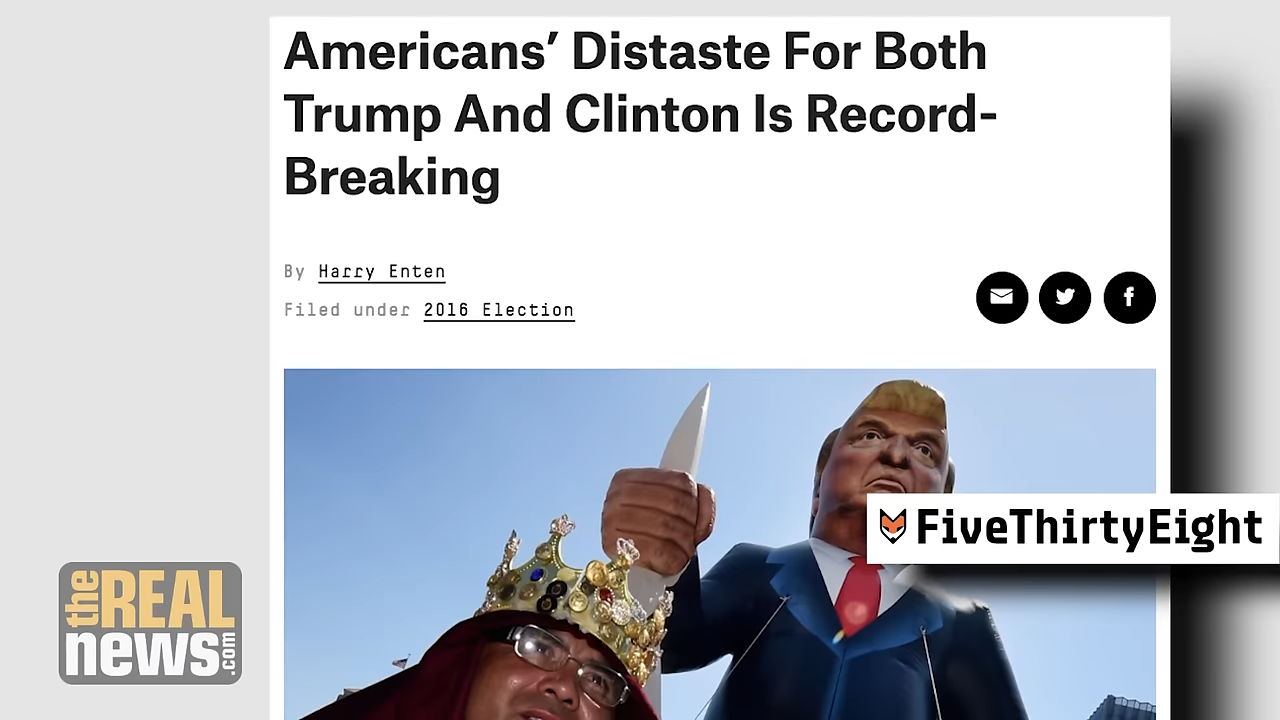 Americans’ Distaste For Both
Trump And Clinton Is Record-
Breaking
By Harry Enten
Filed under 2016 Election
FiveThirtyEight
the REAL
news.com